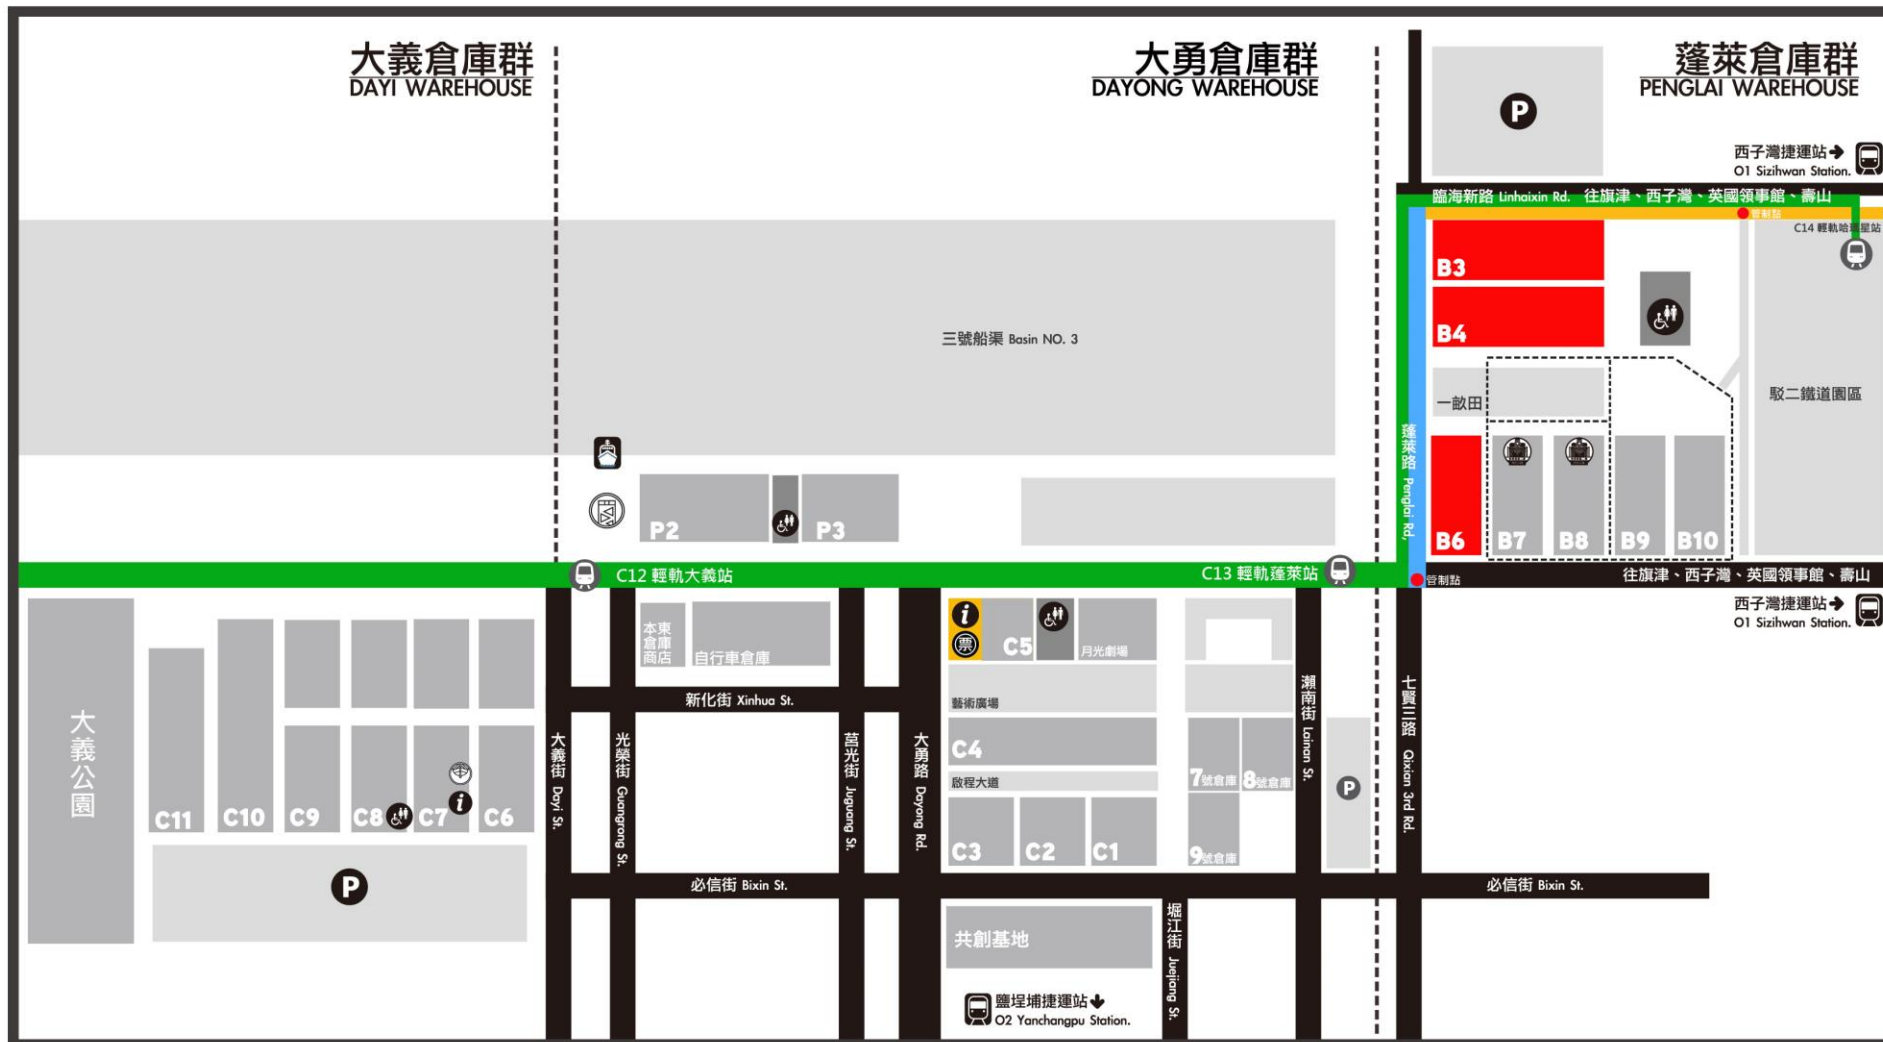 大義倉庫群
DAYI WAREHOUSE
大勇倉庫群
DAYONG WAREHOUSE
蓬萊倉庫群
PENGLAI WAREHOUSE
P
西子灣捷運站
O1 Sizihwan Station.
臨海新路 Linhaixin Rd. 往旗津、西子灣、英國領事館、壽山
管制點
C14 輕軌哈瑪星站
B3
B4
三號船渠 Basin NO. 3
一畝田
駁二鐵道園區
蓬萊路 Penglai Rd,
P2
P3
B6
B7
B8
B9
B10
C12 輕軌大義站
C13 輕軌蓬萊站
管制點
往旗津、西子灣、英國領事館、壽山
西子灣捷運站
O1 Sizihwan Station.
本東
倉庫
商店
自行車倉庫
i
票
C5
月光劇場
新化街 Xinhua St.
藝術廣場
大義公園
大義街 Dayi St.
光榮街 Guangrong St.
莒光街 Juguang St.
大勇路 Dayong Rd.
瀨南街 Lainan St.
七賢三路 Qixian 3rd Rd.
C4
啟程大道
7號倉庫
8號倉庫
P
C11
C10
C9
C8
C7
i
C6
C3
C2
C1
9號倉庫
P
必信街 Bixin St.
必信街 Bixin St.
共創基地
堀江街 Juejiang St.
鹽埕埔捷運站
O2 Yanchangpu Station.